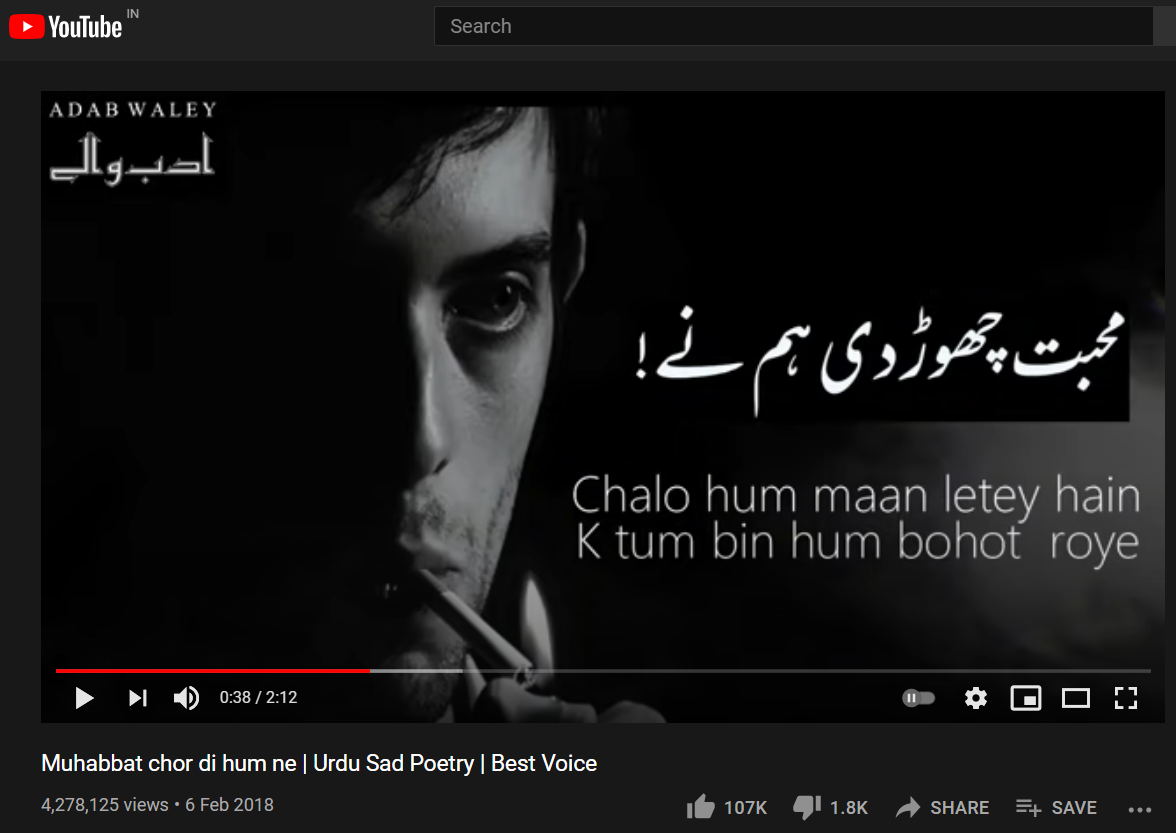 YouTube IN
Search
ADAB WALEY
ادب والے
محبت چھوڑ دی ہم نے !
Chalo hum maan letey hain
K tum bin hum bohot roye
0:38 / 2:12
Muhabbat chor di hum ne | Urdu Sad Poetry | Best Voice
4,278,125 views • 6 Feb 2018
107K 1.8K SHARE SAVE